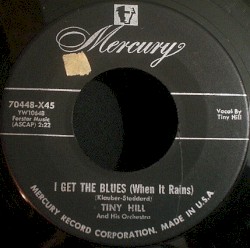 Mercury
70448-X45
YW10648
Forster Music
(ASCAP) 2:22
Vocal By
Tiny Hill
I GET THE BLUES (When It Rains)
(Klauber-Stoddard)
TINY HILL
And His Orchestra
MERCURY RECORD CORPORATION. MADE IN U.S.A.